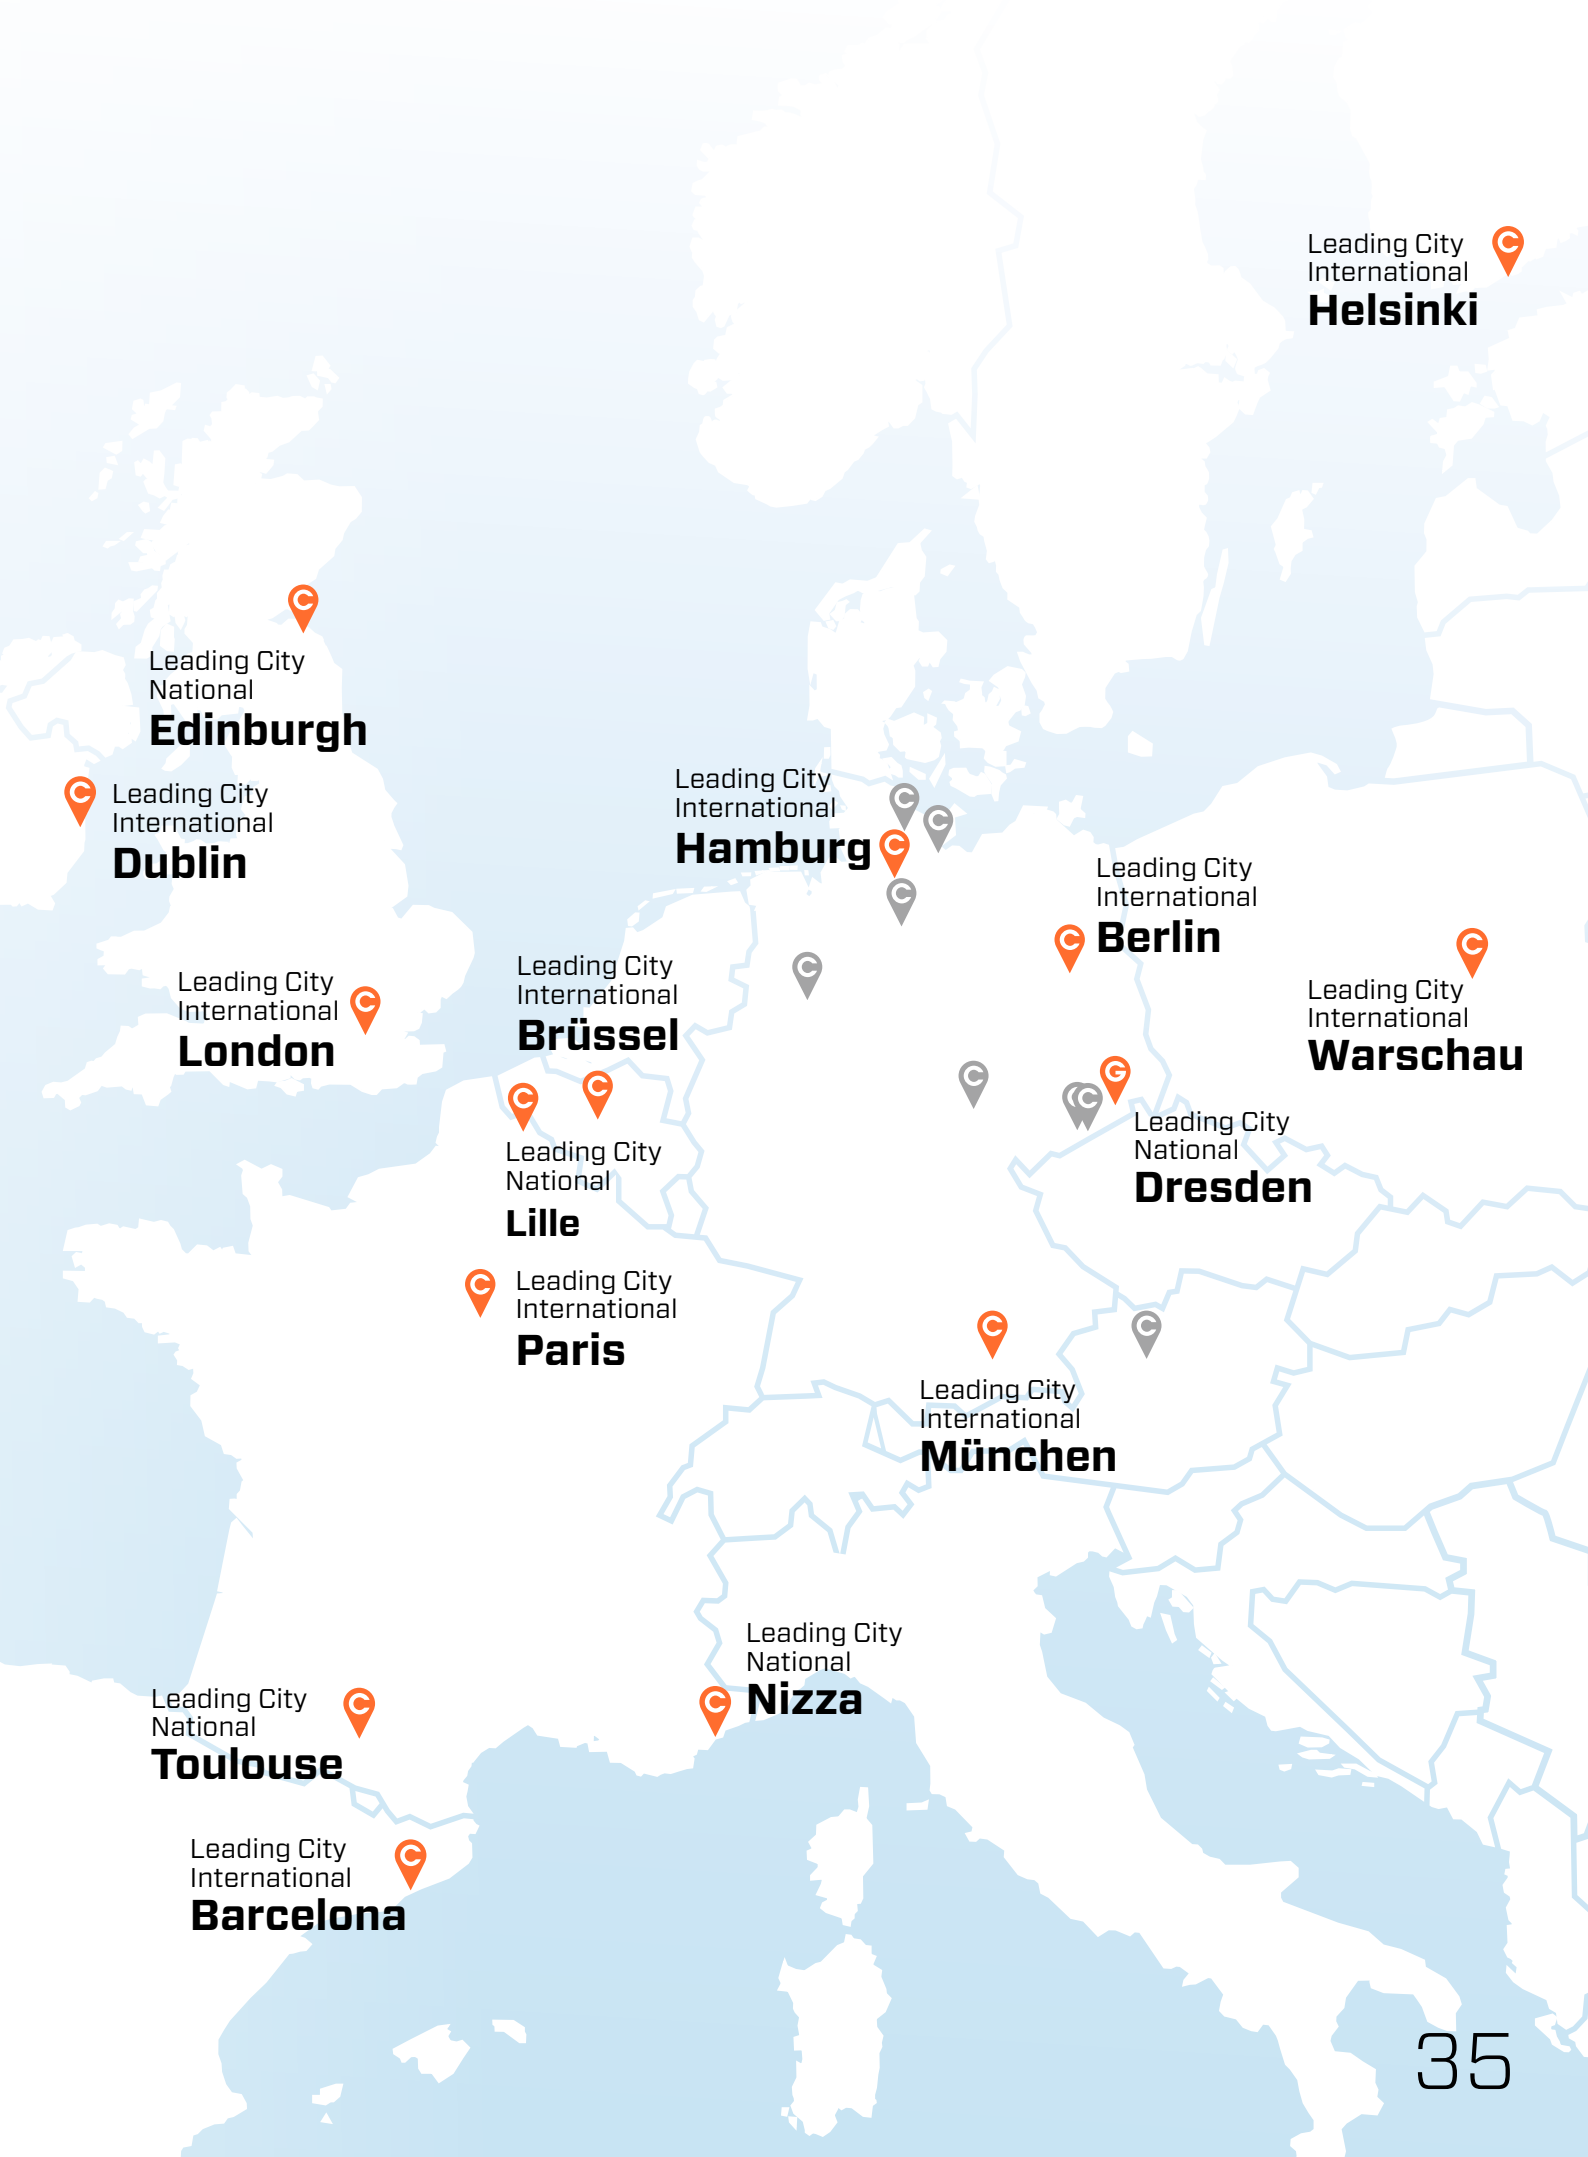 Leading City
International
Helsinki
Leading City
National
Edinburgh
Leading City
International
Dublin
Leading City
International
Hamburg
Leading City
International
Berlin
Leading City
International
London
Leading City
International
Brüssel
Leading City
International
Warschau
Leading City
National
Dresden
Leading City
National
Lille
Leading City
International
Paris
Leading City
International
München
Leading City
National
Nizza
Leading City
National
Toulouse
Leading City
International
Barcelona
35